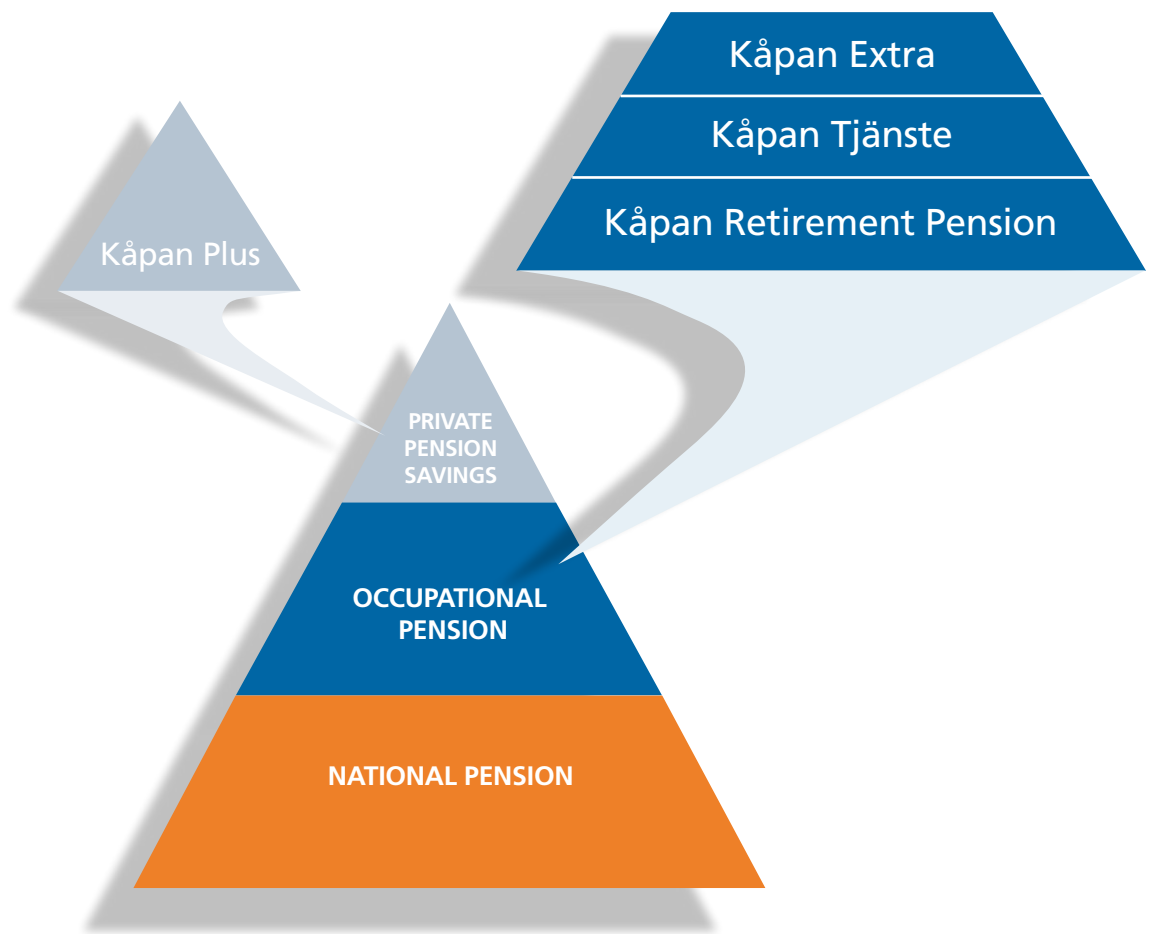 Kåpan Extra
Kåpan Tjänste
Kåpan Retirement Pension
Kåpan Plus
PRIVATE
PENSION
SAVINGS
OCCUPATIONAL
PENSION
NATIONAL PENSION